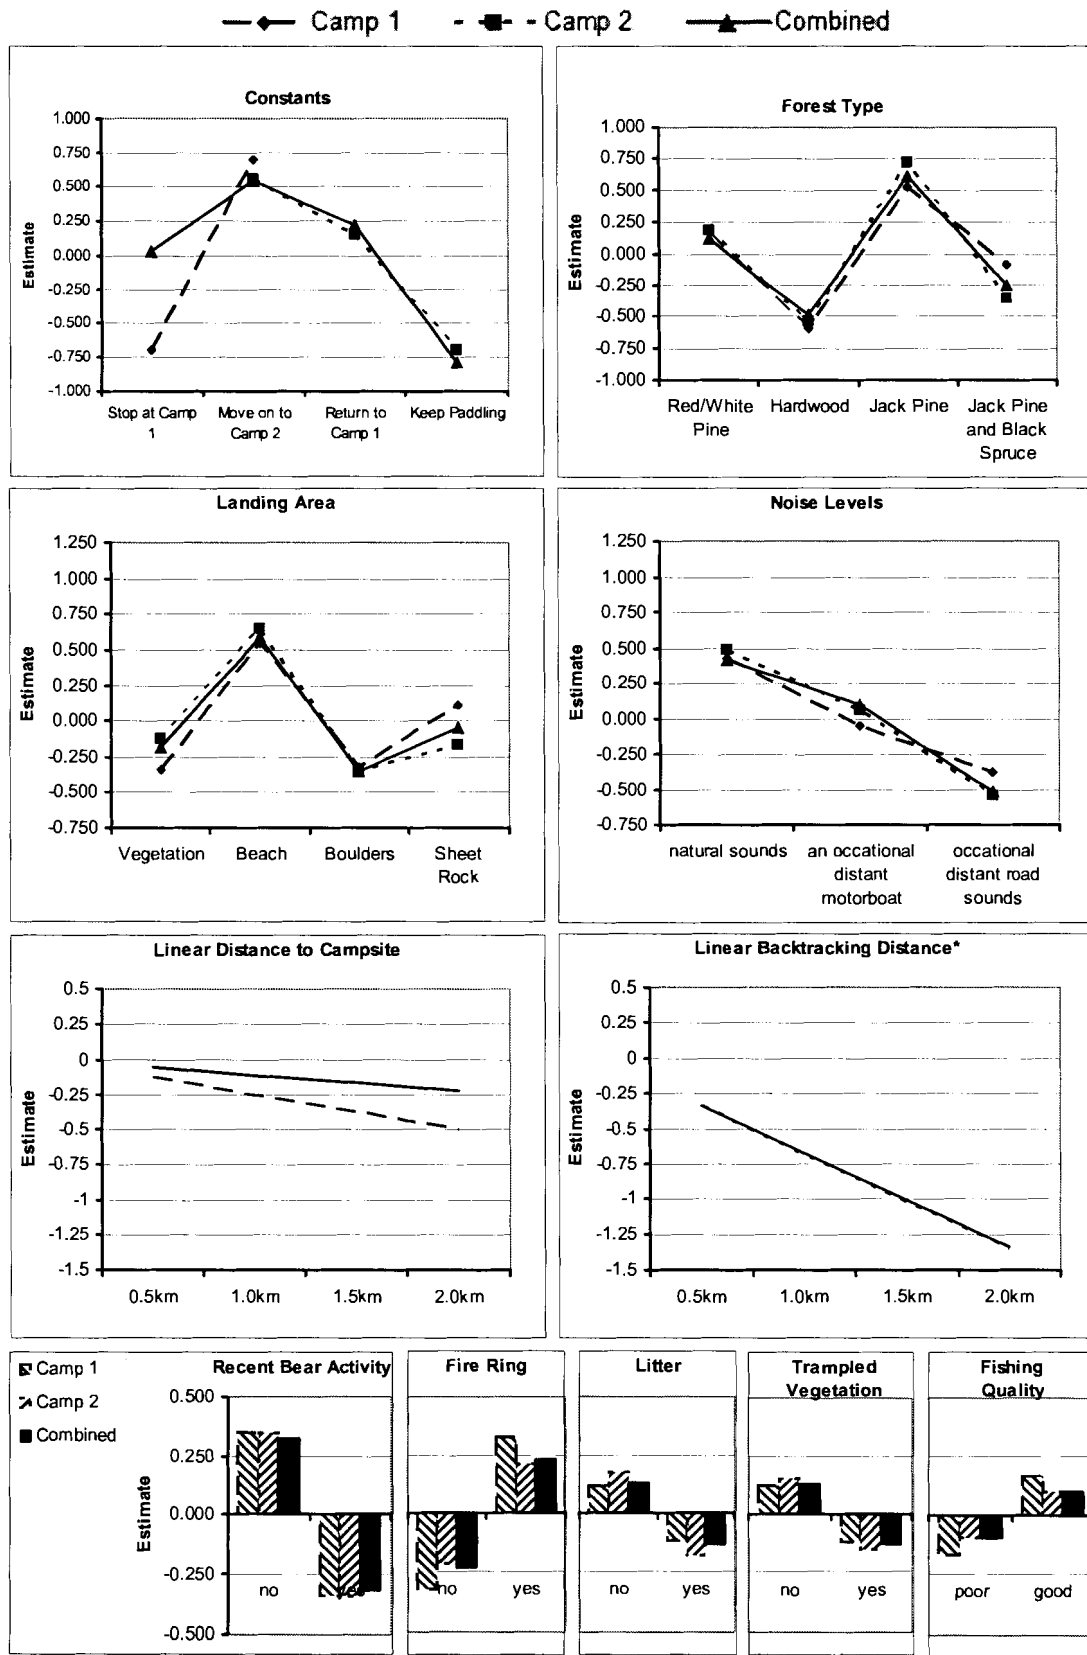 Camp 1 Camp 2 Combined
Constants
1.000
0.750
0.500
0.250
0.000
-0.250
-0.500
-0.750
-1.000
Estimate
Stop at Camp Move on to Return to Keep Paddling
1 Camp 2 Camp 1
Forest Type
1.000
0.750
0.500
0.250
0.000
-0.250
-0.500
-0.750
-1.000
Estimate
Red/White Hardwood Jack Pine Jack Pine
Pine and Black
Spruce
Landing Area
1.250
1.000
0.750
0.500
0.250
0.000
-0.250
-0.500
-0.750
Estimate
Vegetation Beach Boulders Sheet
Rock
Noise Levels
1.250
1.000
0.750
0.500
0.250
0.000
-0.250
-0.500
-0.750
Estimate
natural sounds an occational occational
distant distant road
motorboat sounds
Linear Distance to Campsite
0.5
0.25
0
-0.25
-0.5
-0.75
-1
-1.25
-1.5
Estimate
0.5km 1.0km 1.5km 2.0km
Linear Backtracking Distance*
0.5
0.25
0
-0.25
-0.5
-0.75
-1
-1.25
-1.5
Estimate
0.5km 1.0km 1.5km 2.0km
Camp 1
Camp 2
Combined
Recent Bear Activity
0.500
0.250
0.000
-0.250
-0.500
Estimate
no yes
Fire Ring
no yes
Litter
no yes
Trampled
Vegetation
no yes
Fishing
Quality
poor good